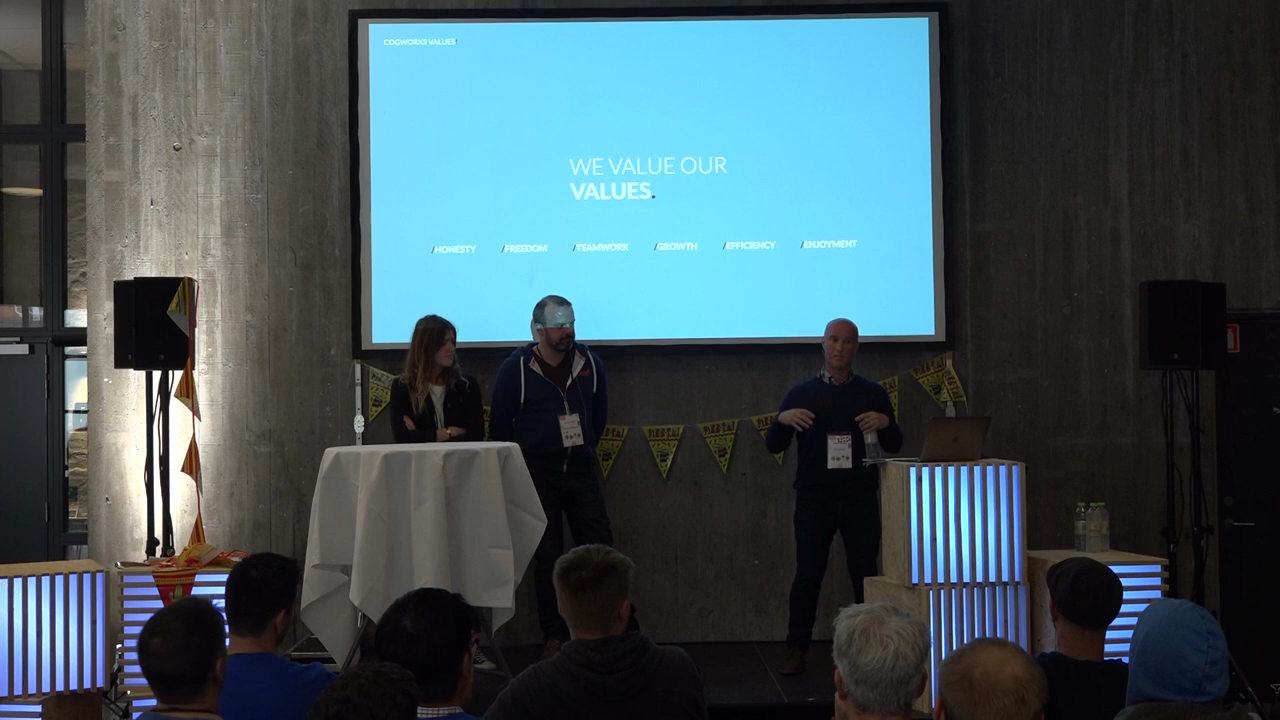 COGWORKS VALUES/
WE VALUE OUR
VALUES.
/HONESTY /FREEDOM /TEAMWORK /GROWTH /EFFICIENCY /ENJOYMENT